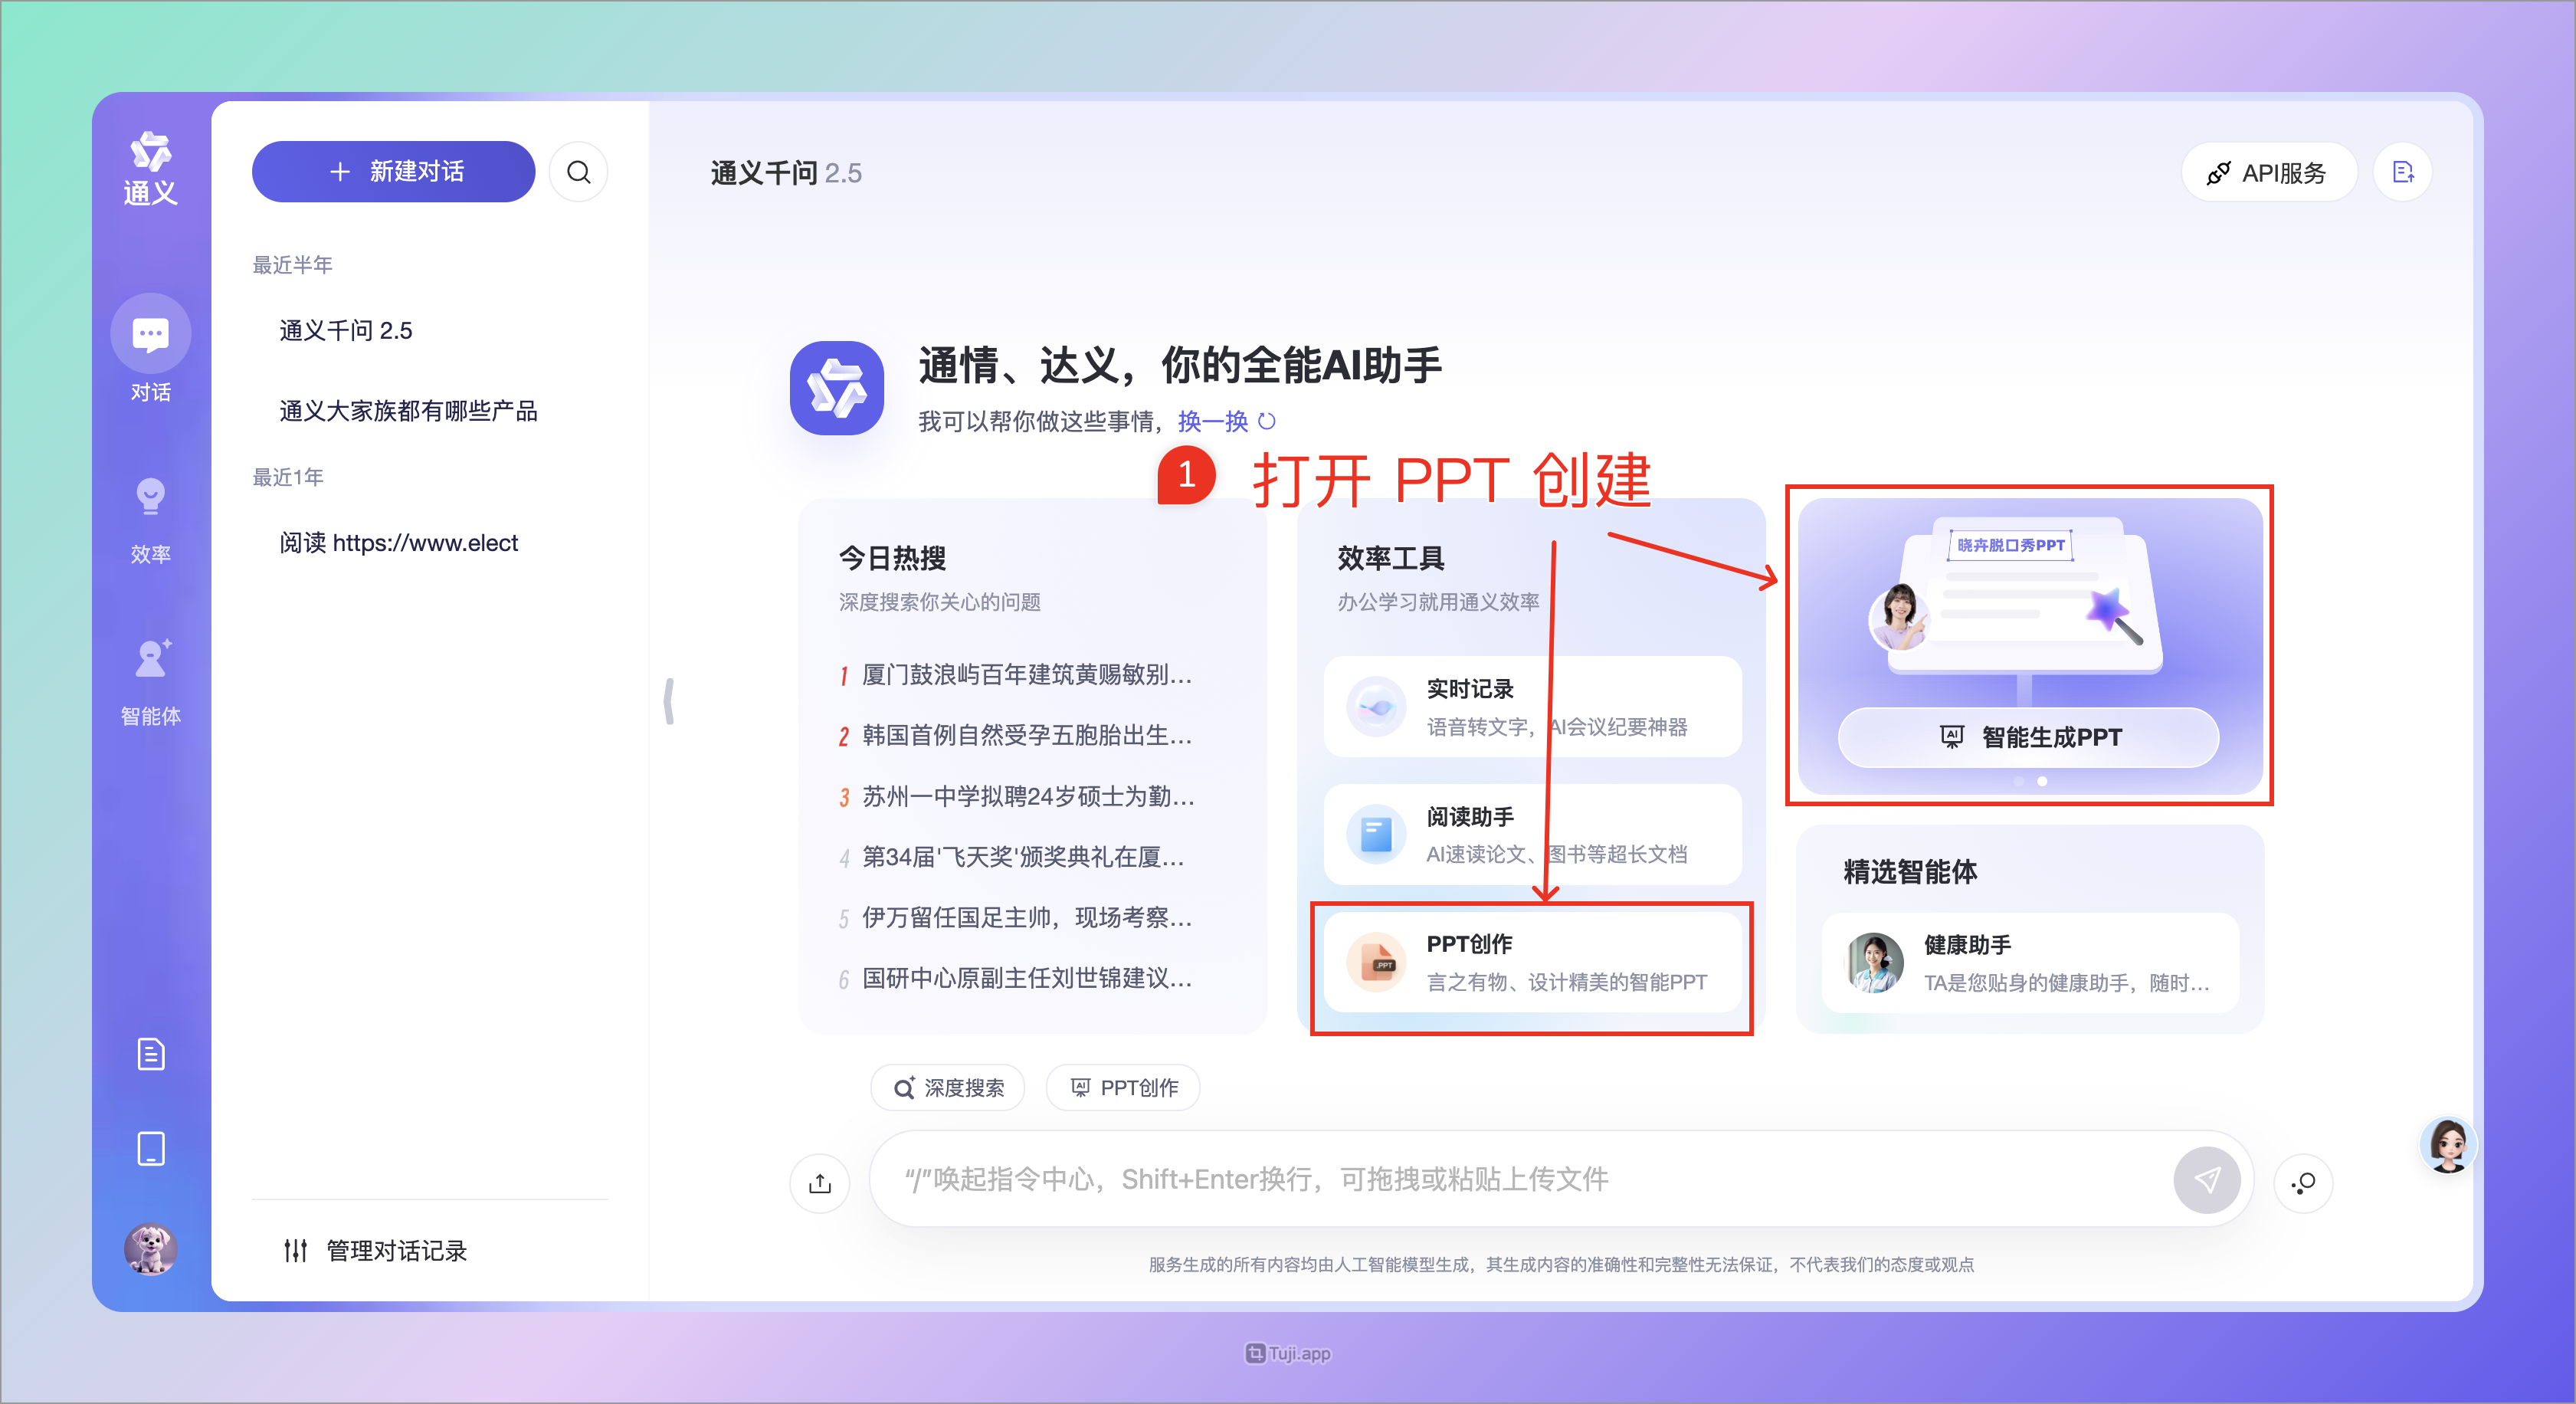 通义
对话
效率
智能体
新建对话
最近半年
通义千问 2.5
通义大家族都有哪些产品
最近1年
阅读 https://www.elect
管理对话记录
通义千问 2.5
API服务
通情、达义，你的全能AI助手
我可以帮你做这些事情，换一换
1 打开 PPT 创建
今日热搜
深度搜索你关心的问题
1 厦门鼓浪屿百年建筑黄赐敏别...
2 韩国首例自然受孕五胞胎出生...
3 苏州一中学拟聘24岁硕士为勤...
4 第34届'飞天奖'颁奖典礼在厦...
5 伊万留任国足主帅，现场考察...
6 国研中心原副主任刘世锦建议...
效率工具
办公学习就用通义效率
实时记录
语音转文字，AI会议纪要神器
阅读助手
AI速读论文、图书等超长文档
PPT
PPT创作
言之有物、设计精美的智能PPT
晓卉脱口秀PPT
AI 智能生成PPT
精选智能体
健康助手
TA是您贴身的健康助手，随时...
深度搜索
AI PPT创作
“/”唤起指令中心，Shift+Enter换行，可拖拽或粘贴上传文件
服务生成的所有内容均由人工智能模型生成，其生成内容的准确性和完整性无法保证，不代表我们的态度或观点
Tuji.app